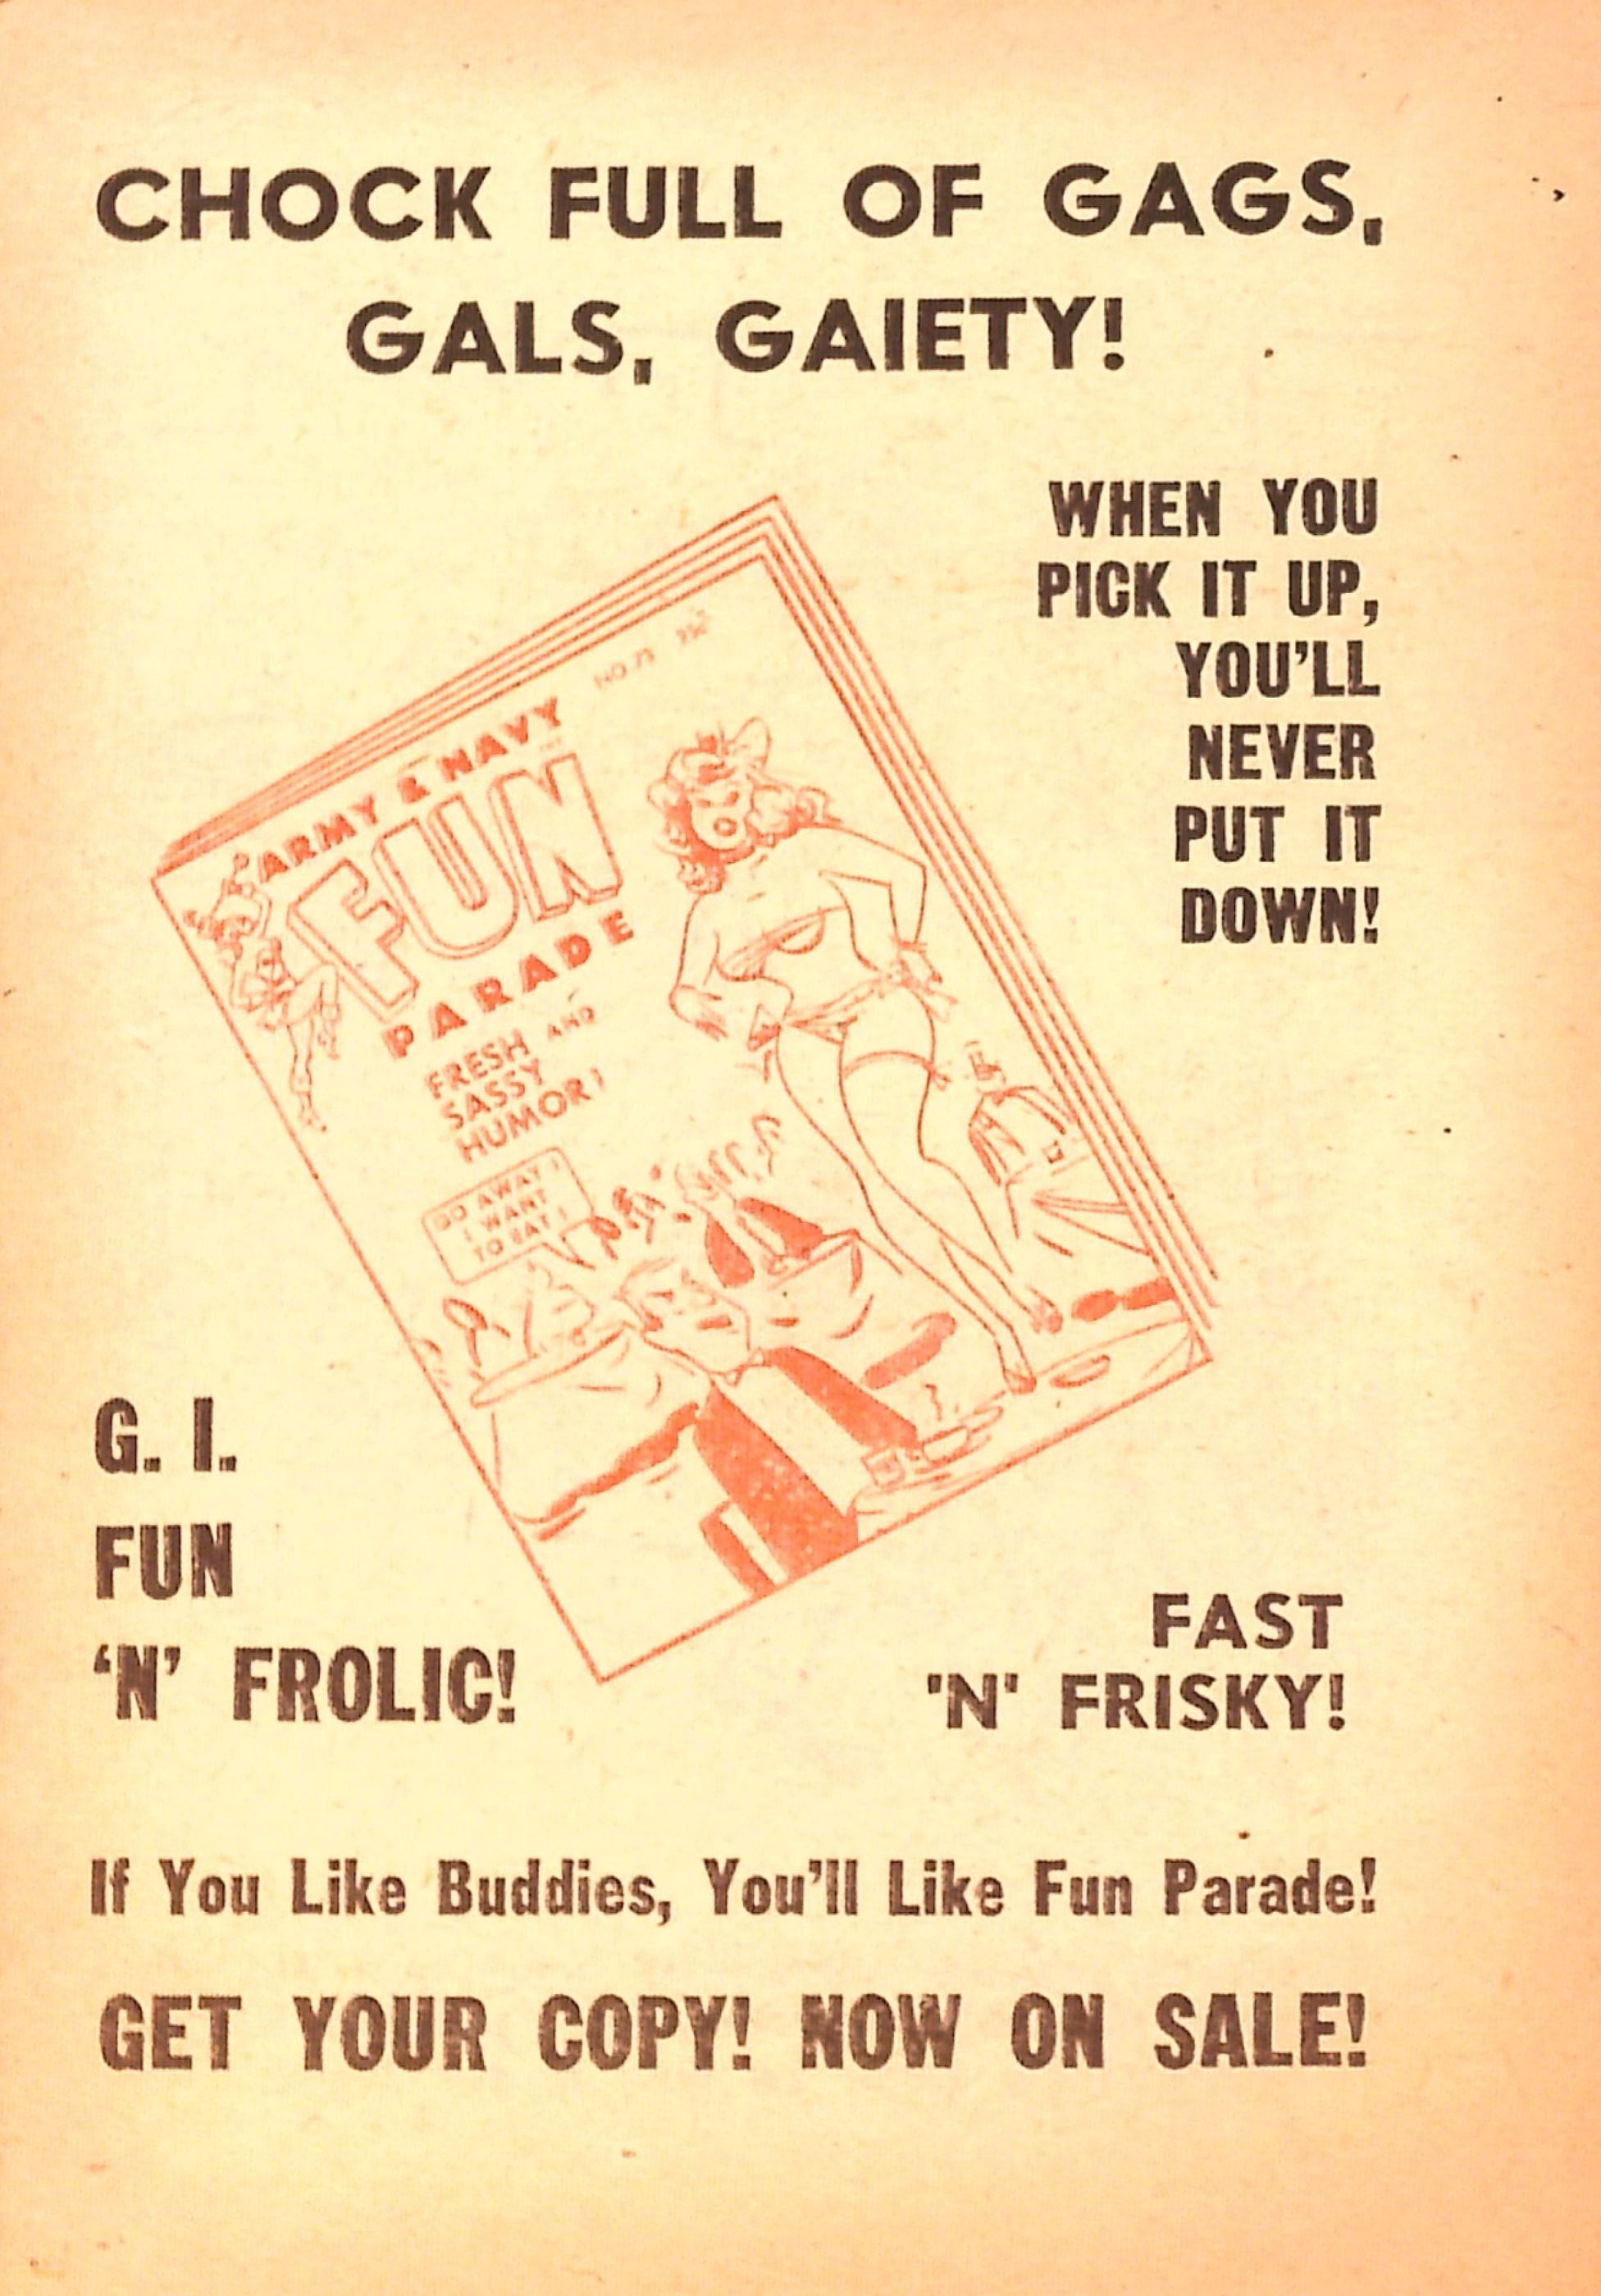 CHOCK FULL OF GAGS,
GALS, GAIETY!
WHEN YOU
PICK IT UP,
YOU'LL
NEVER
PUT IT
DOWN!
ARMY & NAVY
FUN
PARADE
FRESH AND
SASSY
HUMOR!
GO AWAY!
I WANT
TO EAT!
G. I.
FUN
'N' FROLIC!
FAST
'N' FRISKY!
If You Like Buddies, You'll Like Fun Parade!
GET YOUR COPY! NOW ON SALE!